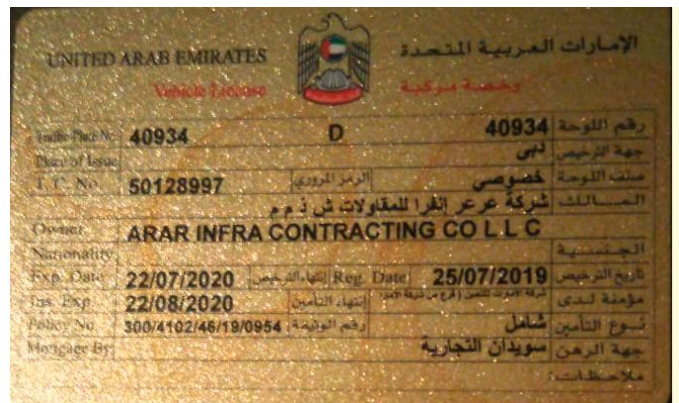 UNITED ARAB EMIRATES الإمارات العربية المتحدة
Vehicle License رخصة مركبة
Traffic Plate No. 40934 D 40934 رقم اللوحة
Place of Issue دبي جهة الترخيص
T. C. No. 50128997 الرمز المروري خصوصي صنف اللوحة
شركة عرعر انفرا للمقاولات ش ذ م م المالك
Owner ARAR INFRA CONTRACTING CO L L C
Nationality الجنسية
Exp. Date 22/07/2020 إنتهاء الترخيص Reg. Date 25/07/2019 تاريخ الترخيص
Ins. Exp. 22/08/2020 إنتهاء التأمين مؤمنة لدى
Policy No. 300/4102/46/19/0954 رقم الوثيقة شامل نوع التأمين
Mortgage By: سويدان التجارية جهة الرهن
ملاحظات: